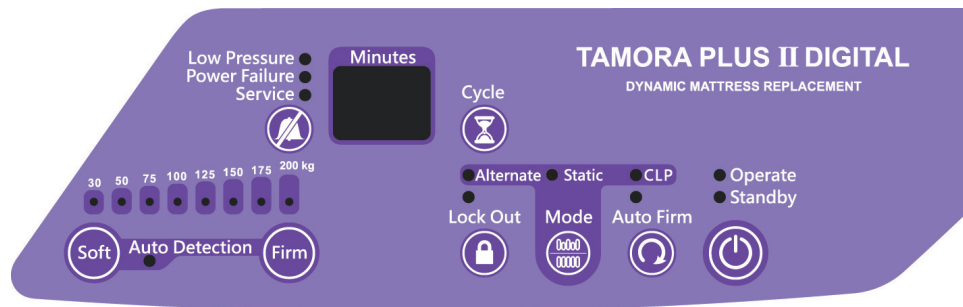 Low Pressure
Power Failure
Service
Minutes
Cycle
TAMORA PLUS II DIGITAL
DYNAMIC MATTRESS REPLACEMENT
30 50 75 100 125 150 175 200 kg
Soft
Auto Detection
Firm
Alternate Static CLP
Lock Out Mode Auto Firm
Operate
Standby